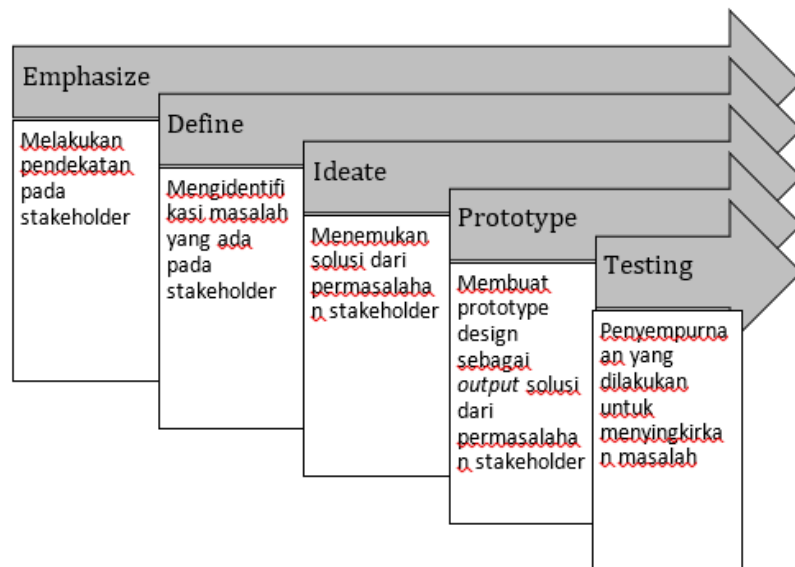 Emphasize
Melakukan
pendekatan
pada
stakeholder
Define
Mengidentifi
kasi masalah
yang ada
pada
stakeholder
Ideate
Menemukan
solusi dari
permasalaha
n stakeholder
Prototype
Membuat
prototype
design
sebagai
output solusi
dari
permasalaha
n stakeholder
Testing
Penyempurna
an yang
dilakukan
untuk
menyingkirka
n masalah